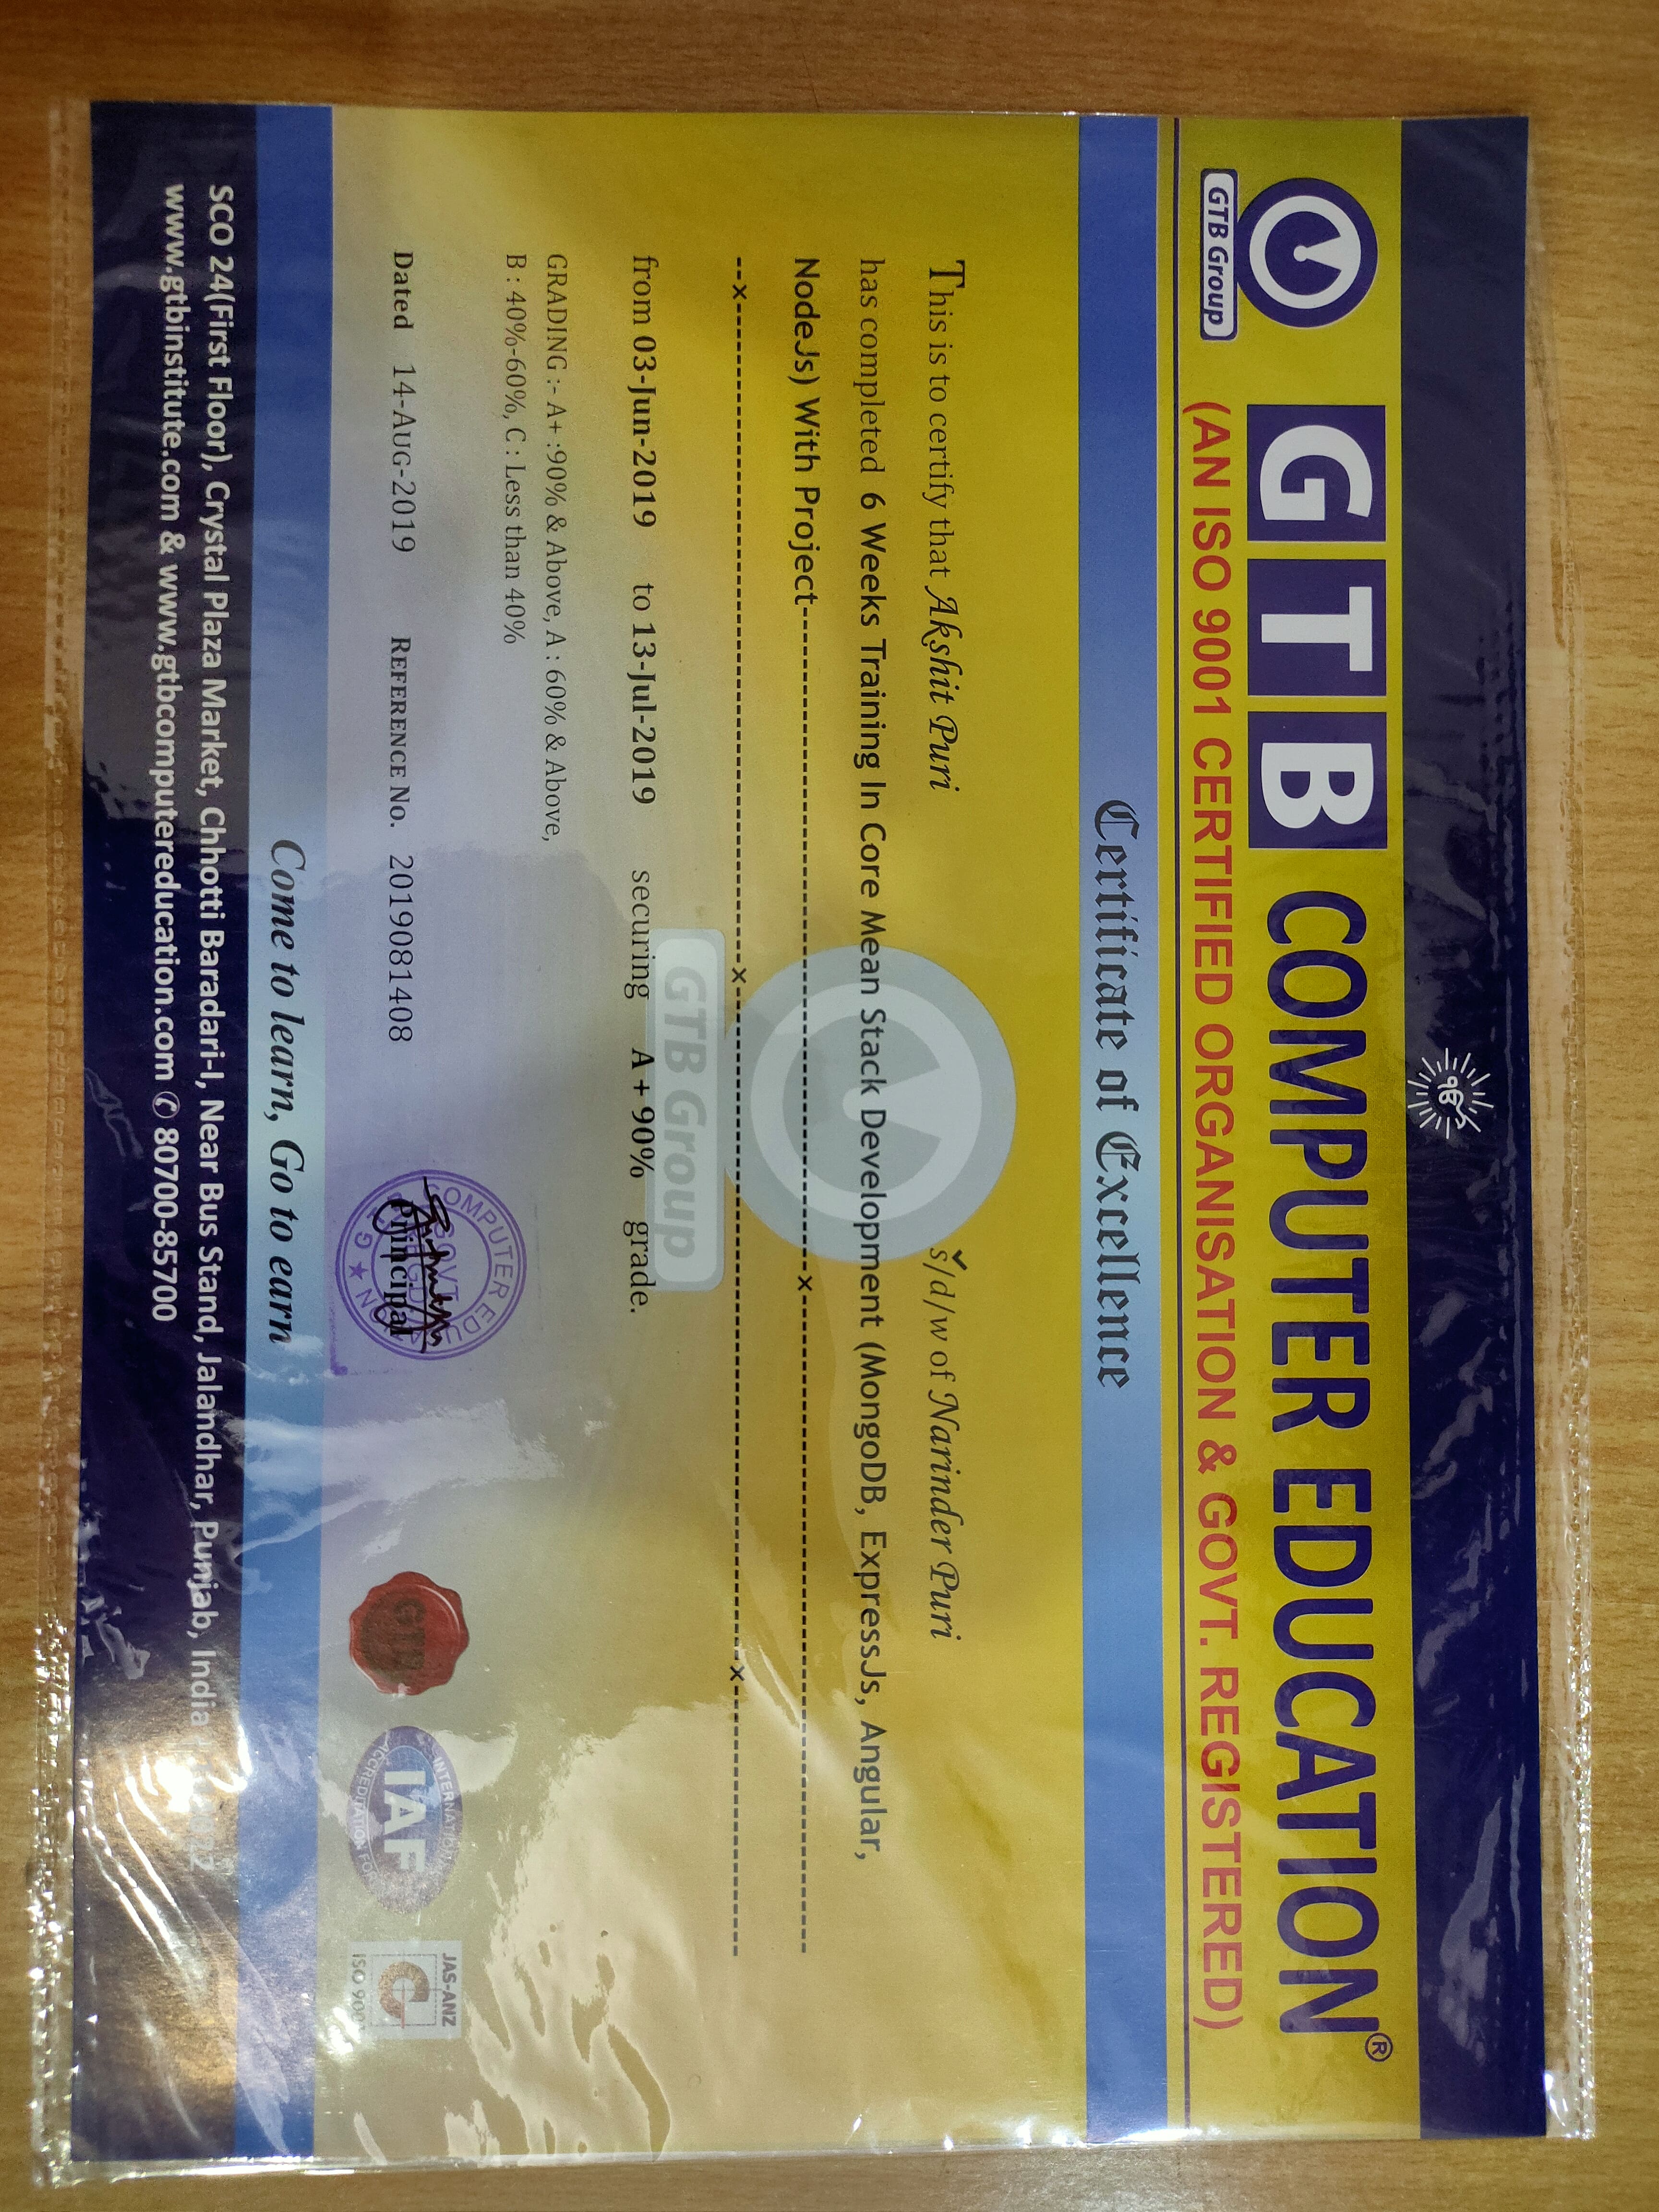 ੴ
GTB COMPUTER EDUCATION®
GTB Group
(AN ISO 9001 CERTIFIED ORGANISATION & GOVT. REGISTERED)
Certificate of Excellence
This is to certify that Akshit Puri s/d/w of Narinder Puri
has completed 6 Weeks Training In Core Mean Stack Development (MongoDB, ExpressJs, Angular,
NodeJs) With Project----------------------------------------x----------------------------------------
--x----------------------------------------x----------------------------------------x----------------
GTB Group
from 03-Jun-2019 to 13-Jul-2019 securing A + 90% grade.
GRADING :- A+ :90% & Above, A : 60% & Above,
B : 40%-60%, C : Less than 40%
Dated 14-AUG-2019 REFERENCE NO. 2019081408
COMPUTER EDU
GOVT
Principal
GTB
INTERNATIONAL
IAF
ACCREDITATION FO
JAS-ANZ
ISO 900
Come to learn, Go to earn
SCO 24(First Floor), Crystal Plaza Market, Chhotti Baradari-I, Near Bus Stand, Jalandhar, Punjab, India
www.gtbinstitute.com & www.gtbcomputereducation.com ✆ 80700-85700